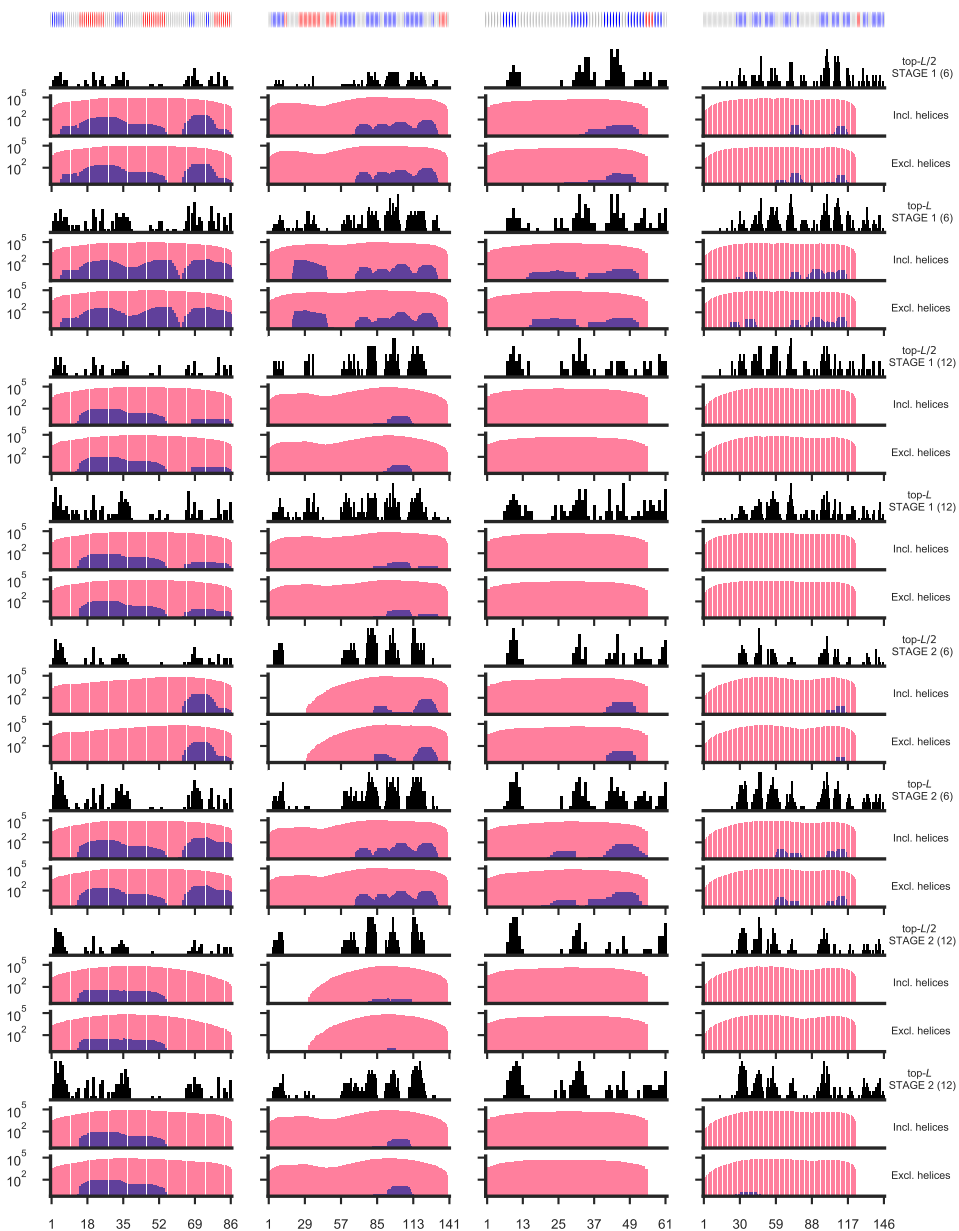 top-L/2
STAGE 1 (6)
10^5
10^2
Incl. helices
10^5
10^2
Excl. helices
top-L
STAGE 1 (6)
10^5
10^2
Incl. helices
10^5
10^2
Excl. helices
top-L/2
STAGE 1 (12)
10^5
10^2
Incl. helices
10^5
10^2
Excl. helices
top-L
STAGE 1 (12)
10^5
10^2
Incl. helices
10^5
10^2
Excl. helices
top-L/2
STAGE 2 (6)
10^5
10^2
Incl. helices
10^5
10^2
Excl. helices
top-L
STAGE 2 (6)
10^5
10^2
Incl. helices
10^5
10^2
Excl. helices
top-L/2
STAGE 2 (12)
10^5
10^2
Incl. helices
10^5
10^2
Excl. helices
top-L
STAGE 2 (12)
10^5
10^2
Incl. helices
10^5
10^2
Excl. helices
1 18 35 52 69 86 1 29 57 85 113 141 1 13 25 37 49 61 1 30 59 88 117 146